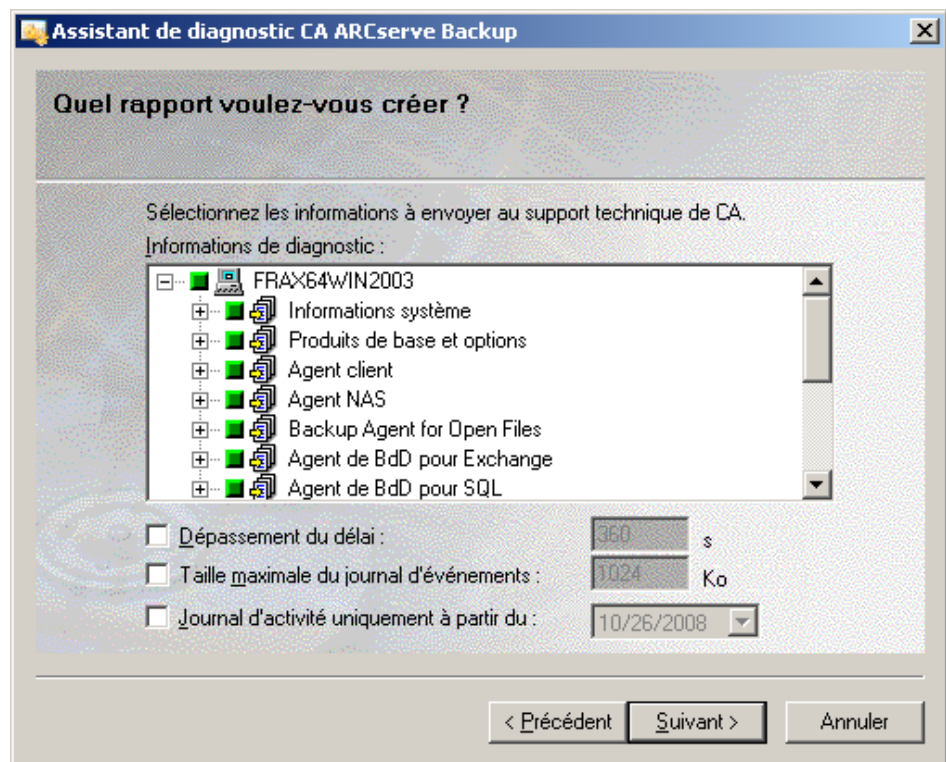 Assistant de diagnostic CA ARCserve Backup
Quel rapport voulez-vous créer ?
Sélectionnez les informations à envoyer au support technique de CA.
Informations de diagnostic :
FRAX64WIN2003
Informations système
Produits de base et options
Agent client
Agent NAS
Backup Agent for Open Files
Agent de BdD pour Exchange
Agent de BdD pour SQL
Dépassement du délai : 360 s
Taille maximale du journal d'événements : 1024 Ko
Journal d'activité uniquement à partir du : 10/26/2008
< Précédent Suivant > Annuler